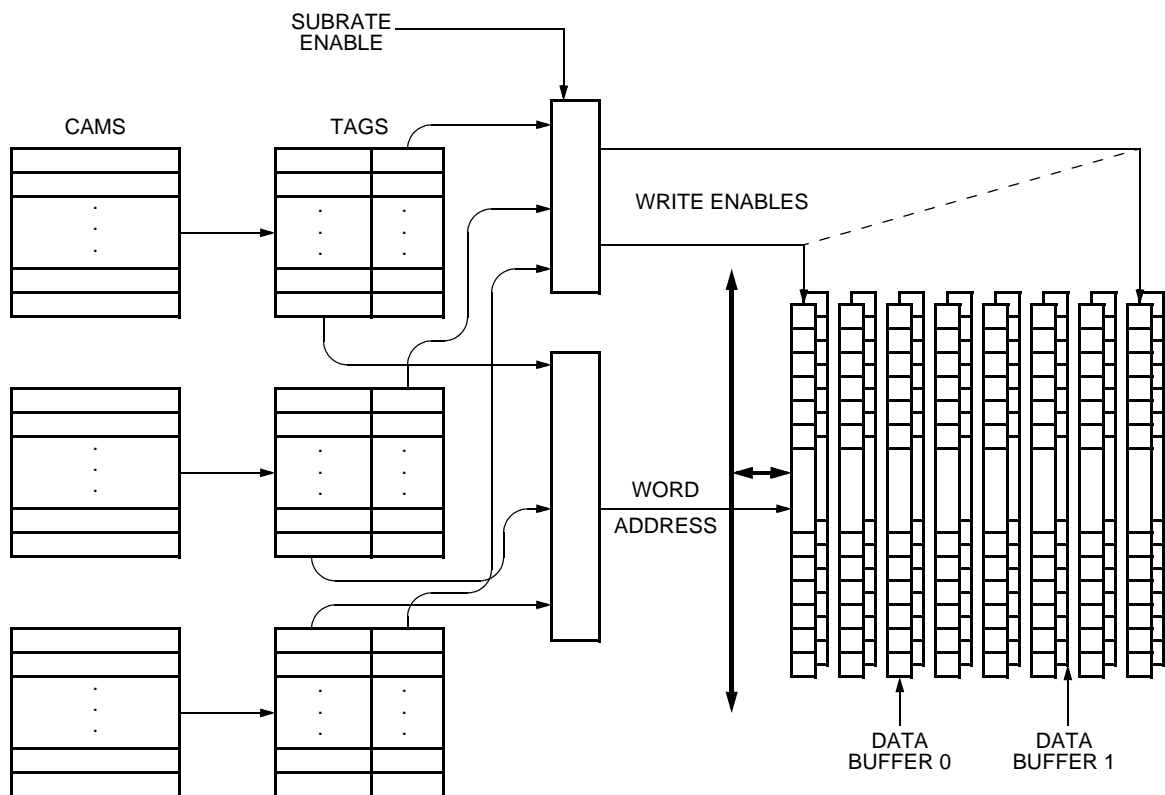 SUBRATE
ENABLE
CAMS
TAGS
WRITE ENABLES
WORD
ADDRESS
DATA
BUFFER 0
DATA
BUFFER 1